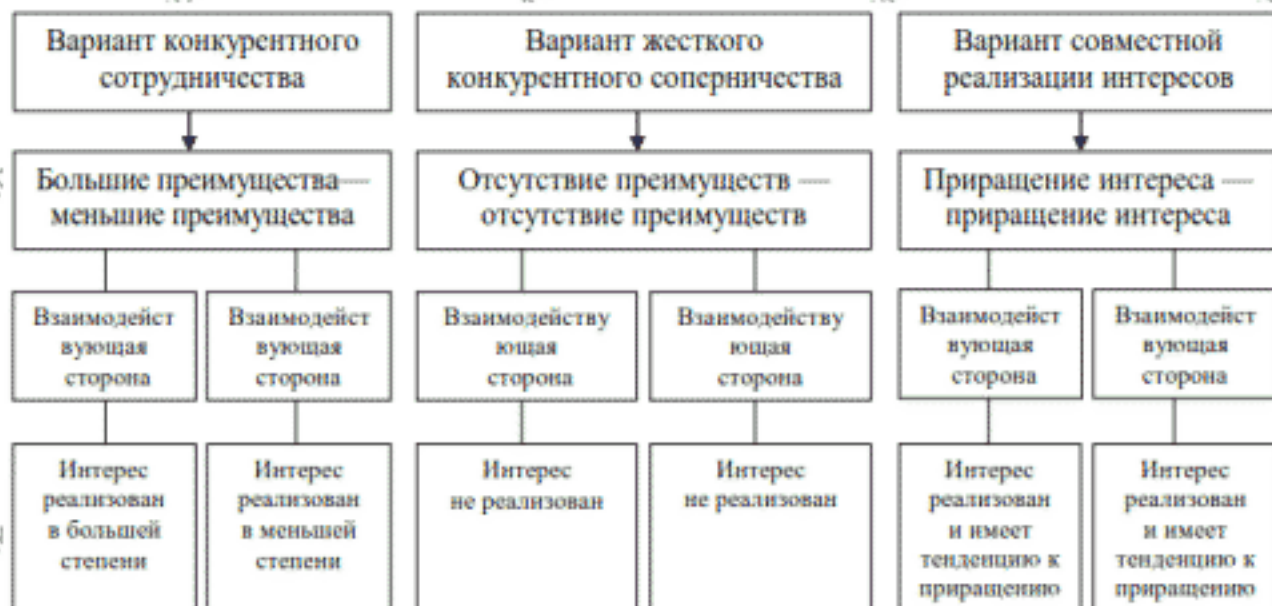 Вариант конкурентного
сотрудничества
Большие преимущества—
меньшие преимущества
Взаимодейст
вующая
сторона
Взаимодейст
вующая
сторона
Интерес
реализован
в большей
степени
Интерес
реализован
в меньшей
степени
Вариант жесткого
конкурентного соперничества
Отсутствие преимуществ —
отсутствие преимуществ
Взаимодейству
ющая
сторона
Взаимодейству
ющая
сторона
Интерес
не реализован
Интерес
не реализован
Вариант совместной
реализации интересов
Приращение интереса —
приращение интереса
Взаимодейст
вующая
сторона
Взаимодейст
вующая
сторона
Интерес
реализован
и имеет
тенденцию к
приращению
Интерес
реализован
и имеет
тенденцию к
приращению